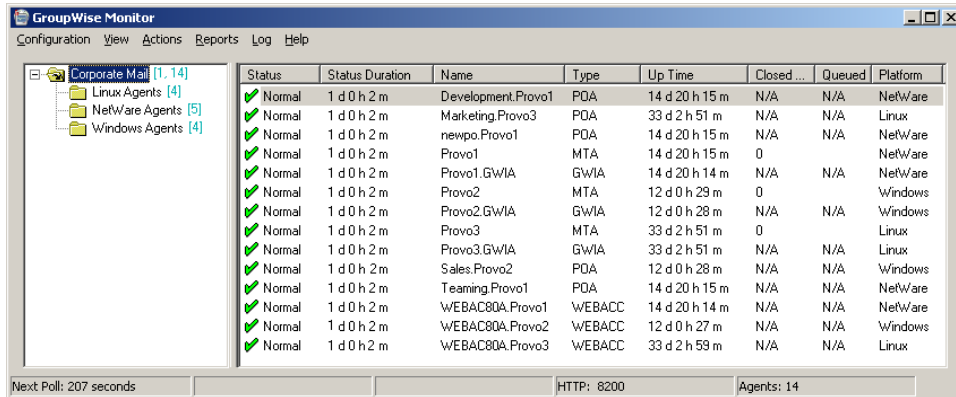 GroupWise Monitor
Configuration View Actions Reports Log Help
Corporate Mail [1, 14]
Linux Agents [4]
NetWare Agents [5]
Windows Agents [4]
Status Status Duration Name Type Up Time Closed ... Queued Platform
Normal 1 d 0 h 2 m Development.Provo1 POA 14 d 20 h 15 m N/A N/A NetWare
Normal 1 d 0 h 2 m Marketing.Provo3 POA 33 d 2 h 51 m N/A N/A Linux
Normal 1 d 0 h 2 m newpo.Provo1 POA 14 d 20 h 15 m N/A N/A NetWare
Normal 1 d 0 h 2 m Provo1 MTA 14 d 20 h 15 m 0 NetWare
Normal 1 d 0 h 2 m Provo1.GWIA GWIA 14 d 20 h 14 m N/A N/A NetWare
Normal 1 d 0 h 2 m Provo2 MTA 12 d 0 h 29 m 0 Windows
Normal 1 d 0 h 2 m Provo2.GWIA GWIA 12 d 0 h 28 m N/A N/A Windows
Normal 1 d 0 h 2 m Provo3 MTA 33 d 2 h 51 m 0 Linux
Normal 1 d 0 h 2 m Provo3.GWIA GWIA 33 d 2 h 51 m N/A N/A Linux
Normal 1 d 0 h 2 m Sales.Provo2 POA 12 d 0 h 28 m N/A N/A Windows
Normal 1 d 0 h 2 m Teaming.Provo1 POA 14 d 20 h 15 m N/A N/A NetWare
Normal 1 d 0 h 2 m WEBAC80A.Provo1 WEBACC 14 d 20 h 14 m N/A N/A NetWare
Normal 1 d 0 h 2 m WEBAC80A.Provo2 WEBACC 12 d 0 h 27 m N/A N/A Windows
Normal 1 d 0 h 2 m WEBAC80A.Provo3 WEBACC 33 d 2 h 59 m N/A N/A Linux
Next Poll: 207 seconds HTTP: 8200 Agents: 14